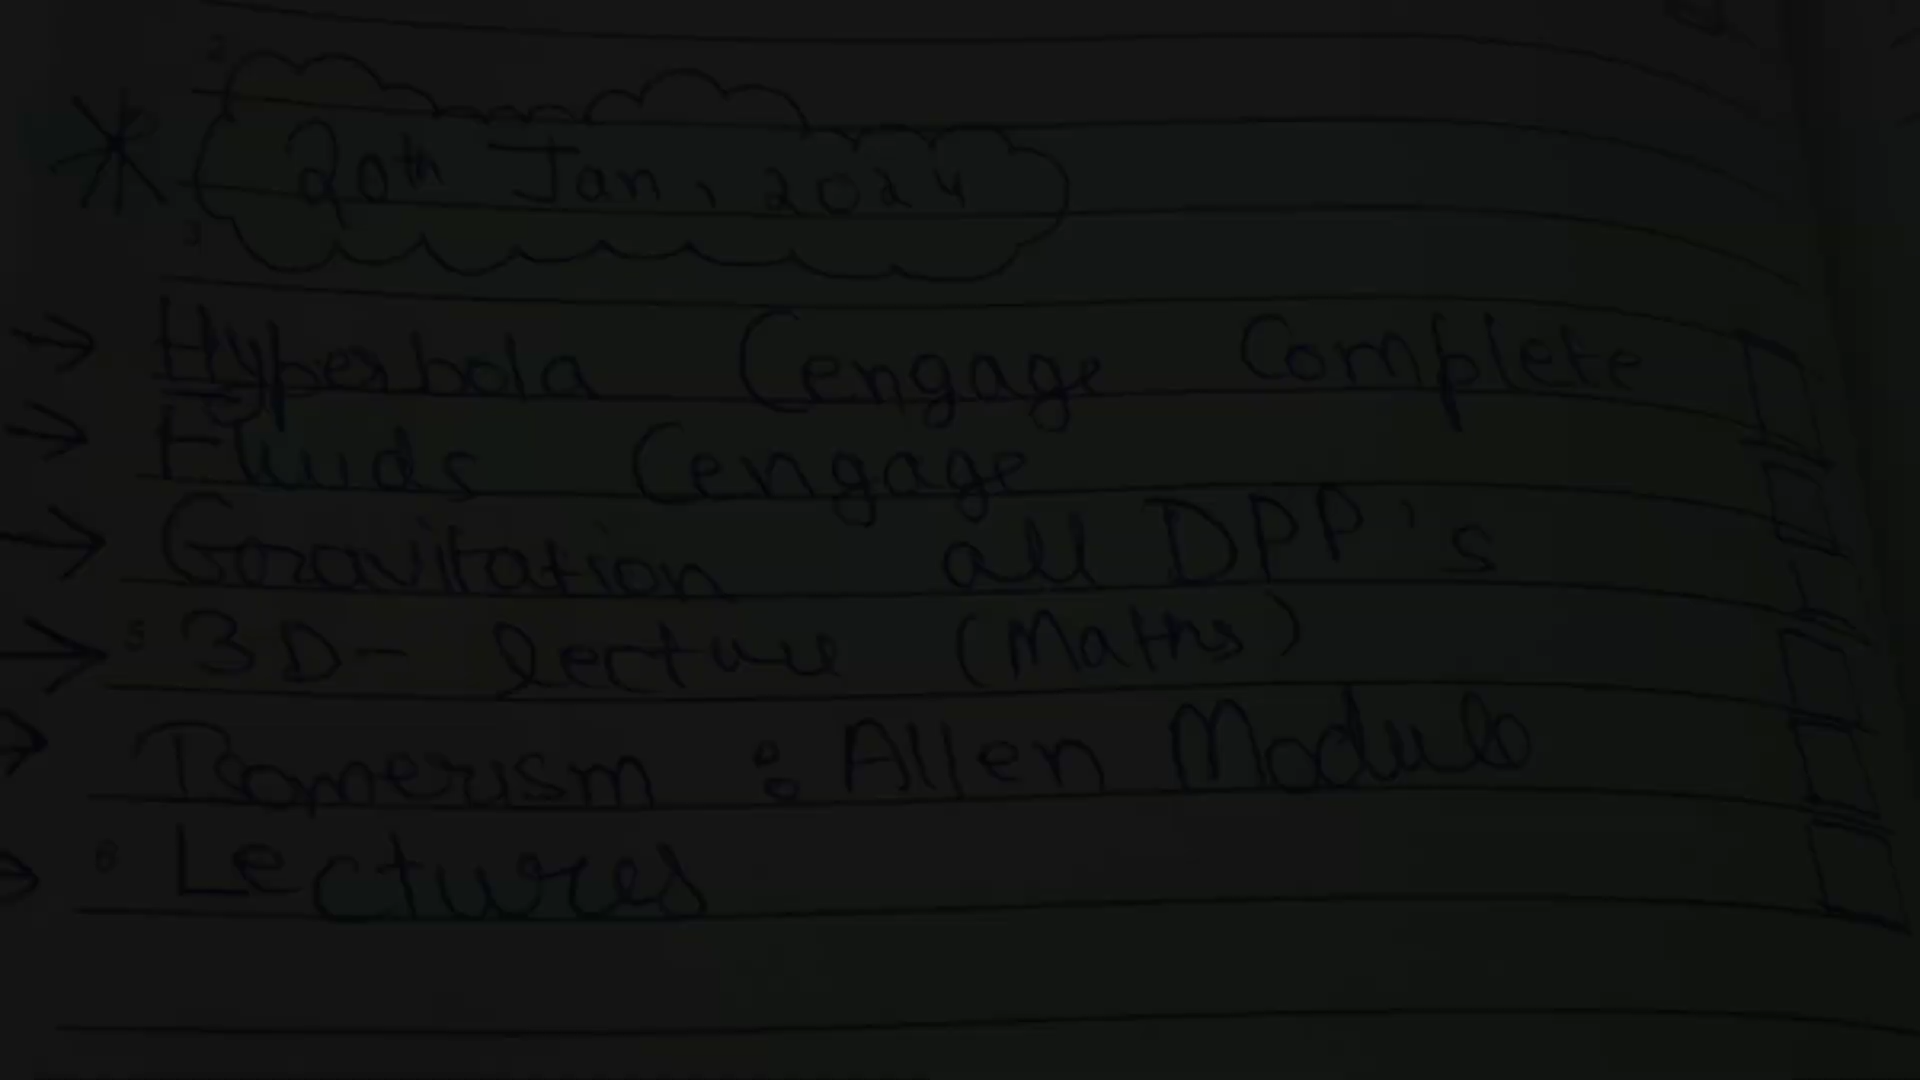 20th Jan, 2024
Hyperbola Cengage Complete
Fluids Cengage
Gravitation all DPP's
3D- lecture (Maths)
Isomerism : Allen Module
Lectures